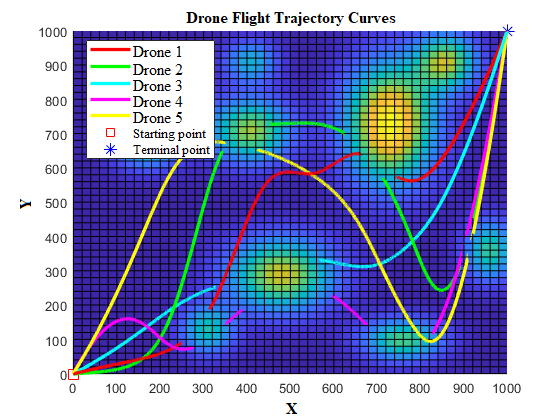 Drone Flight Trajectory Curves
1000
900
800
700
600
500
400
300
200
100
0
Y
Drone 1
Drone 2
Drone 3
Drone 4
Drone 5
Starting point
Terminal point
0 100 200 300 400 500 600 700 800 900 1000
X